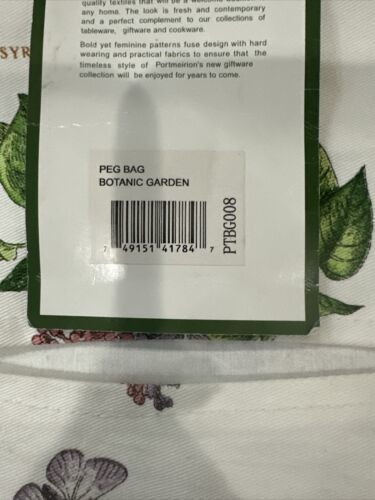 quality textiles that will be a welcome
any home. The look is fresh and contemporary
and a perfect complement to our collections of
tableware, giftware and cookware.
Bold yet feminine patterns fuse design with hard
wearing and practical fabrics to ensure that the
timeless style of Portmeirion's new giftware
collection will be enjoyed for years to come.
SYR
PEG BAG
BOTANIC GARDEN
7 49151 41784 7
PTBG008